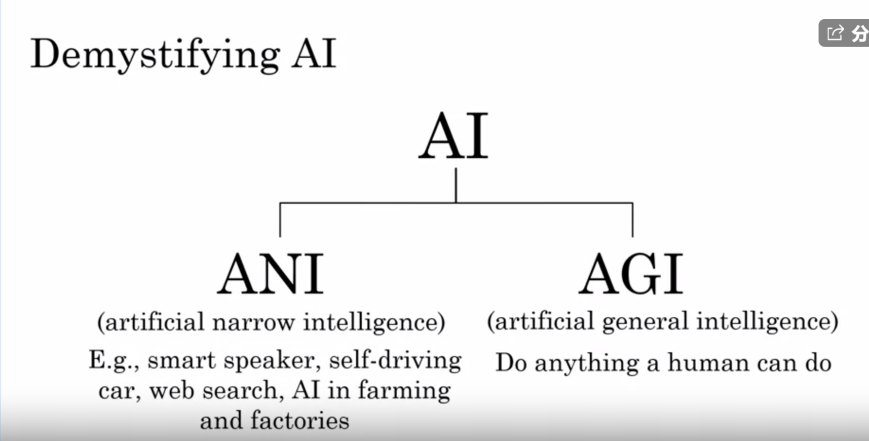 分
Demystifying AI
AI
ANI
AGI
(artificial narrow intelligence)
(artificial general intelligence)
E.g., smart speaker, self-driving
car, web search, AI in farming
and factories
Do anything a human can do